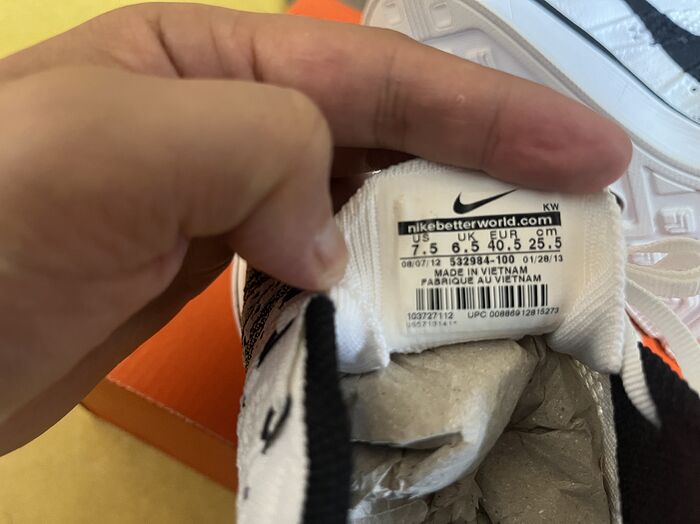 KW
nikebetterworld.com
US UK EUR cm
7.5 6.5 40.5 25.5
08/07/12 532984-100 01/28/13
MADE IN VIETNAM
FABRIQUE AU VIETNAM
103727112 UPC 00886912815273